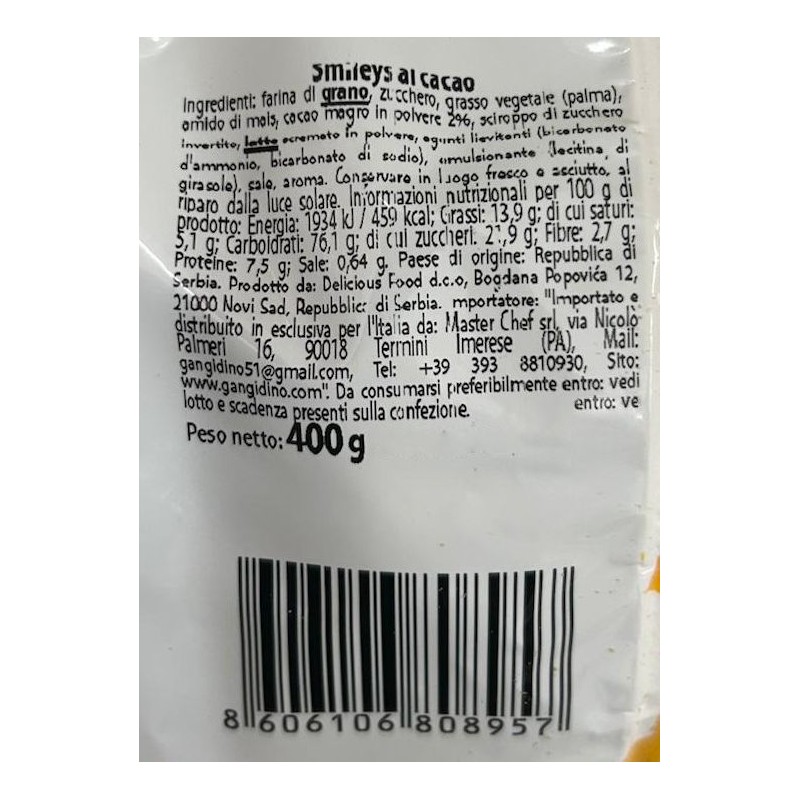 Smileys al cacao
Ingredienti: farina di grano, zucchero, grasso vegetale (palma),
amido di mais, cacao magro in polvere 2%, sciroppo di zucchero
invertito, latte scremato in polvere, agenti lievitanti (bicarbonato
d'ammonio, bicarbonato di sodio), emulsionante (lecitina di
girasole), sale, aroma. Conservare in luogo fresco e asciutto, al
riparo dalla luce solare. Informazioni nutrizionali per 100 g di
prodotto: Energia: 1934 kJ / 459 kcal; Grassi: 13,9 g; di cui saturi:
5,1 g; Carboidrati: 76,1 g; di cui zuccheri: 21,9 g; Fibre: 2,7 g;
Proteine: 7,5 g; Sale: 0,64 g. Paese di origine: Repubblica di
Serbia. Prodotto da: Delicious Food d.c.o, Bogdana Popovića 12,
21000 Novi Sad, Repubblica di Serbia. mportatore: "Importato e
distribuito in esclusiva per l'Italia da: Master Chef srl, via Nicolò
Palmeri 16, 90018 Termini Imerese (PA), Mail:
gangidino51@gmail.com, Tel: +39 393 8810930, Sito:
www.gangidino.com". Da consumarsi preferibilmente entro: vedi
lotto e scadenza presenti sulla confezione. entro: ve
Peso netto: 400 g
8 606106 808957